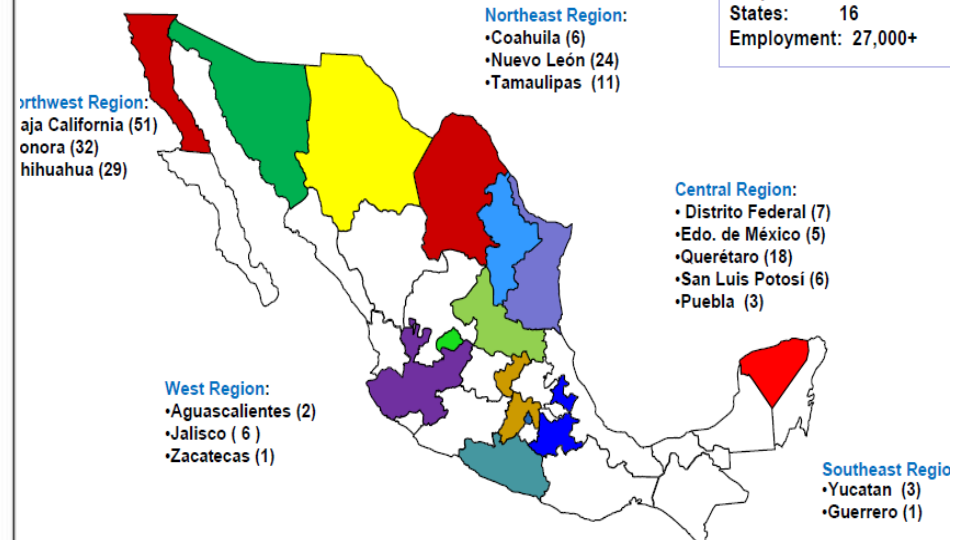 Northeast Region:
•Coahuila (6)
•Nuevo León (24)
•Tamaulipas (11)
States: 16
Employment: 27,000+
orthwest Region:
aja California (51)
onora (32)
hihuahua (29)
Central Region:
• Distrito Federal (7)
•Edo. de México (5)
•Querétaro (18)
•San Luis Potosí (6)
•Puebla (3)
West Region:
•Aguascalientes (2)
•Jalisco ( 6 )
•Zacatecas (1)
Southeast Regio
•Yucatan (3)
•Guerrero (1)